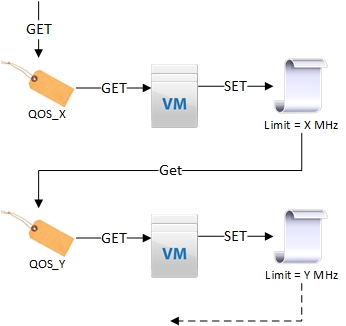 GET
GET
VM
SET
QOS_X
Limit = X MHz
Get
GET
VM
SET
QOS_Y
Limit = Y MHz